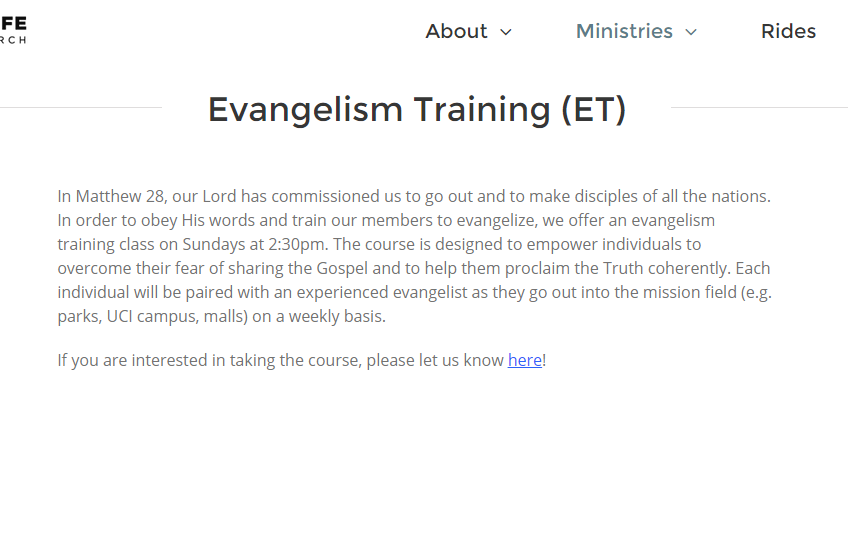 FE
RCH
About
Ministries
Rides
Evangelism Training (ET)
In Matthew 28, our Lord has commissioned us to go out and to make disciples of all the nations.
In order to obey His words and train our members to evangelize, we offer an evangelism
training class on Sundays at 2:30pm. The course is designed to empower individuals to
overcome their fear of sharing the Gospel and to help them proclaim the Truth coherently. Each
individual will be paired with an experienced evangelist as they go out into the mission field (e.g.
parks, UCI campus, malls) on a weekly basis.
If you are interested in taking the course, please let us know here!